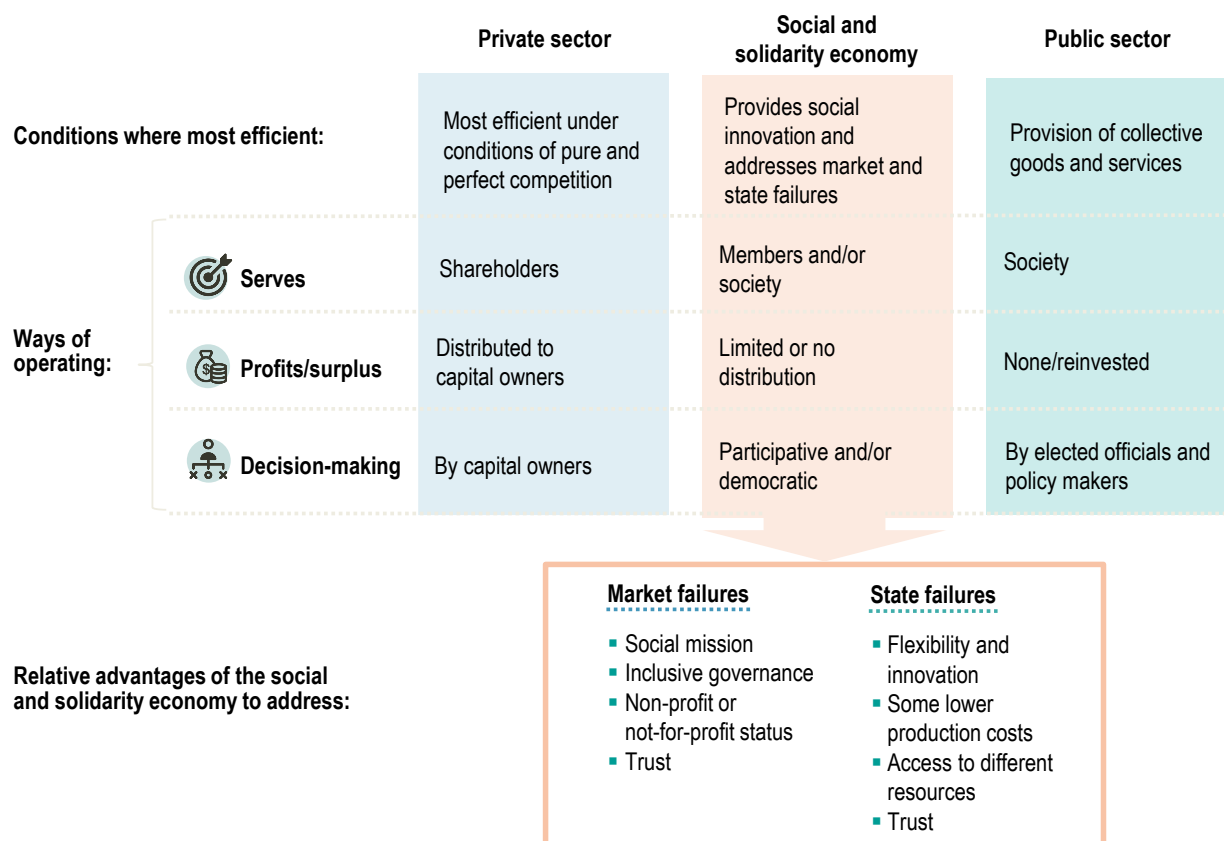 Private sector
Social and
solidarity economy
Public sector
Conditions where most efficient:
Most efficient under
conditions of pure and
perfect competition
Provides social
innovation and
addresses market and
state failures
Provision of collective
goods and services
Ways of
operating:
Serves
Shareholders
Members and/or
society
Society
$
Profits/surplus
Distributed to
capital owners
Limited or no
distribution
None/reinvested
Decision-making
By capital owners
Participative and/or
democratic
By elected officials and
policy makers
Relative advantages of the social
and solidarity economy to address:
Market failures
▪ Social mission
▪ Inclusive governance
▪ Non-profit or
not-for-profit status
▪ Trust
State failures
▪ Flexibility and
innovation
▪ Some lower
production costs
▪ Access to different
resources
▪ Trust